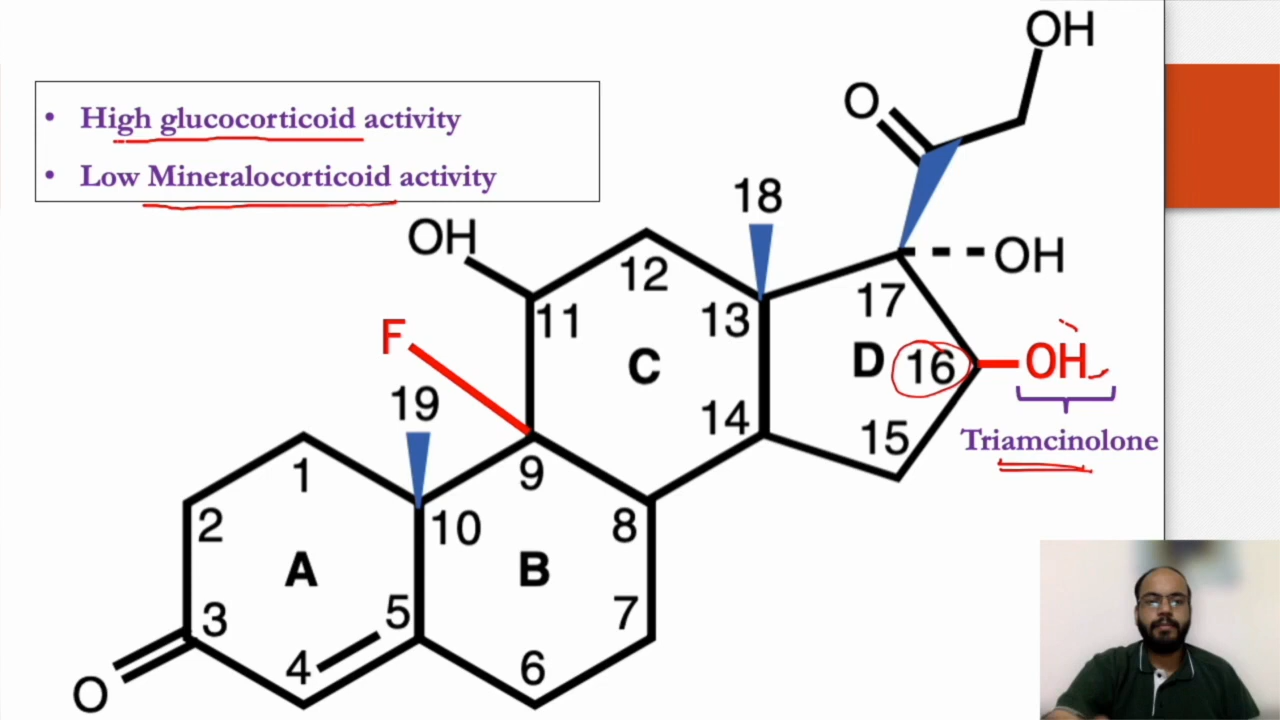 • High glucocorticoid activity
• Low Mineralocorticoid activity
OH
O
18
OH
12
OH
11
13
17
F
C
D
16
OH
19
14
15
Triamcinolone
1
9
2
10
8
A
B
3
5
7
4
6
O